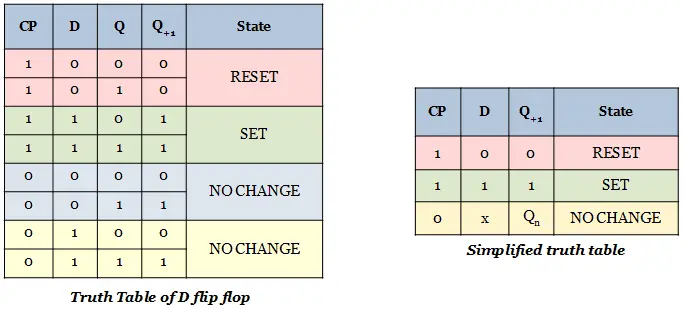 CP D Q Q+1 State
1 0 0 0 RESET
1 0 1 0
1 1 0 1 SET
1 1 1 1
0 0 0 0 NO CHANGE
0 0 1 1
0 1 0 0 NO CHANGE
0 1 1 1
Truth Table of D flip flop
CP D Q+1 State
1 0 0 RESET
1 1 1 SET
0 x Qn NO CHANGE
Simplified truth table